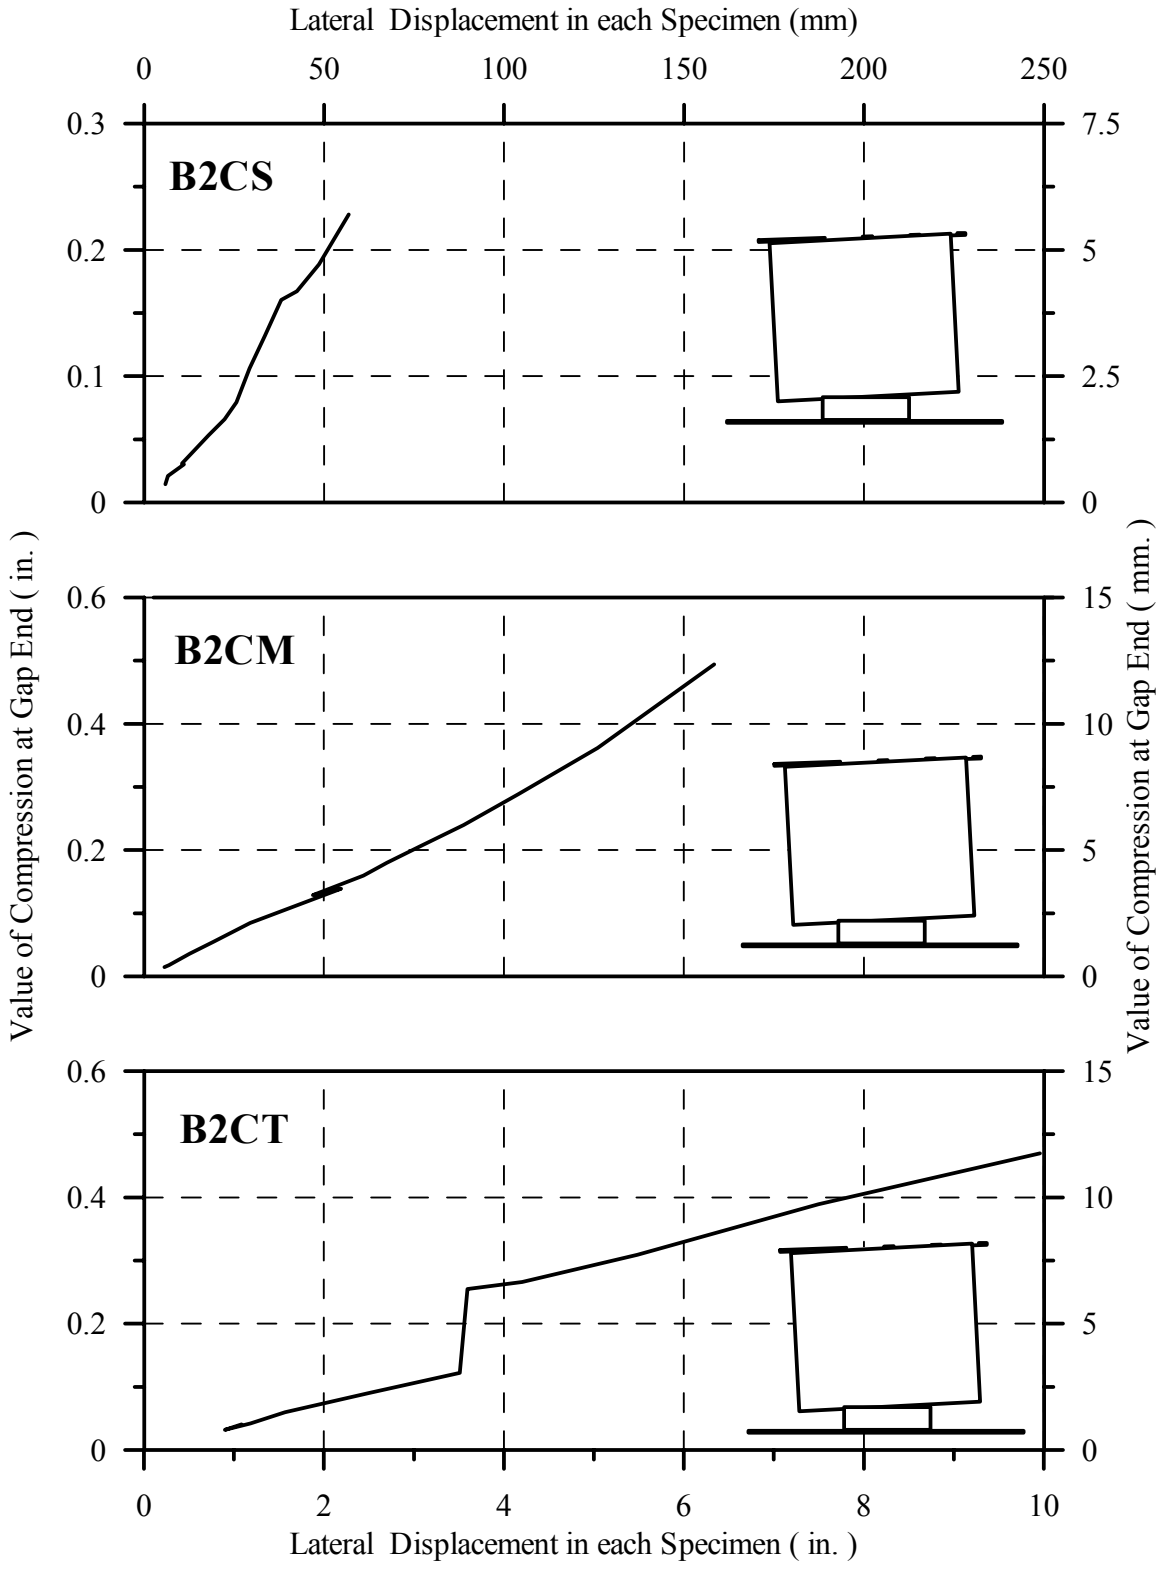 Lateral Displacement in each Specimen (mm)
0 50 100 150 200 250
0.3 7.5
B2CS
0.2 5
0.1 2.5
0 0
Value of Compression at Gap End ( in. )
Value of Compression at Gap End ( mm. )
0.6 15
B2CM
0.4 10
0.2 5
0 0
0.6 15
B2CT
0.4 10
0.2 5
0 0
0 2 4 6 8 10
Lateral Displacement in each Specimen ( in. )